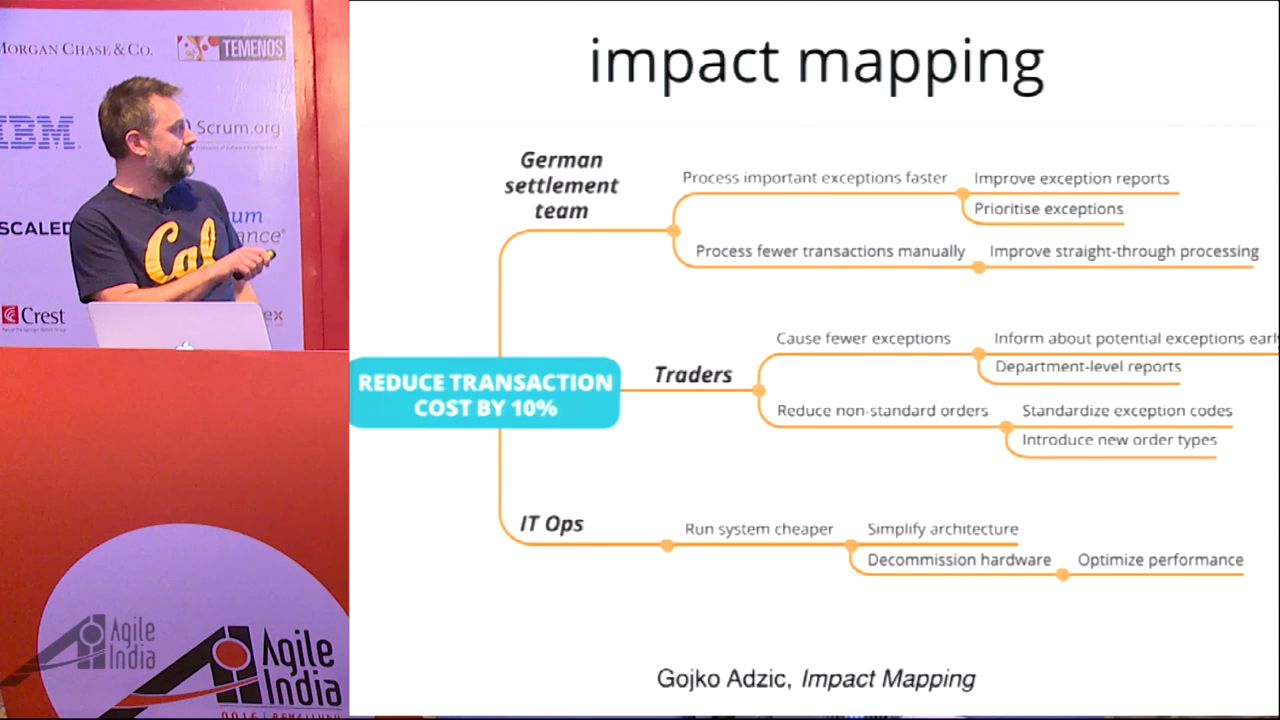 MORGAN CHASE & CO.
TEMENOS
IBM
Scrum.org
SCALED
Crest
Cal
Agile
India
Agile
India
impact mapping
German
settlement
team
Process important exceptions faster
Improve exception reports
Prioritise exceptions
Process fewer transactions manually
Improve straight-through processing
REDUCE TRANSACTION
COST BY 10%
Traders
Cause fewer exceptions
Inform about potential exceptions earl
Department-level reports
Reduce non-standard orders
Standardize exception codes
Introduce new order types
IT Ops
Run system cheaper
Simplify architecture
Decommission hardware
Optimize performance
Gojko Adzic, Impact Mapping